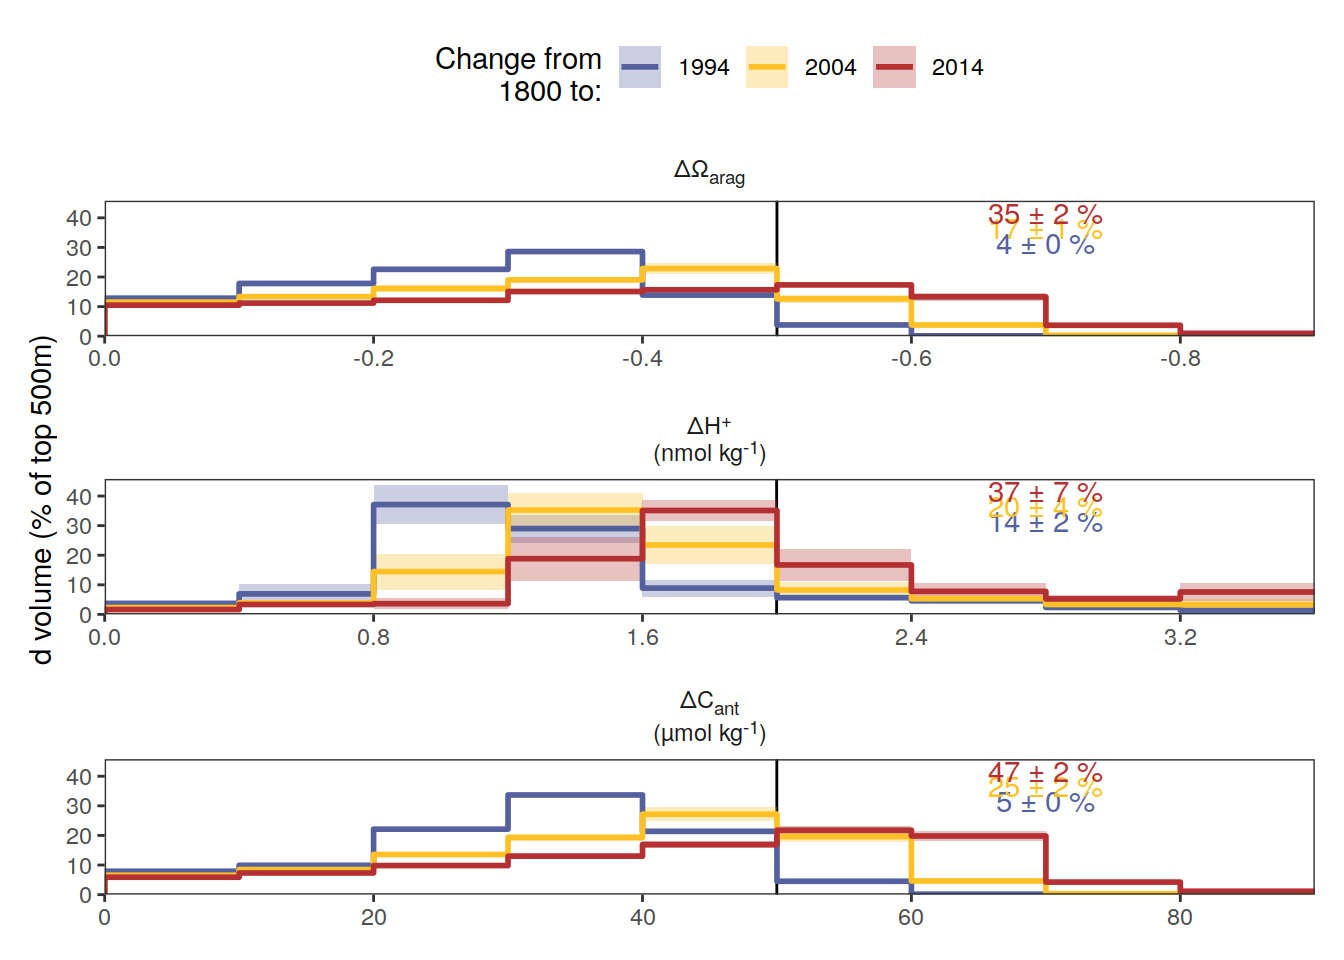 Change from
1800 to:
1994
2004
2014
ΔΩarag
35 ± 2 %
17 ± 1 %
4 ± 0 %
40
30
20
10
0
0.0
-0.2
-0.4
-0.6
-0.8
d volume (% of top 500m)
ΔH⁺
(nmol kg⁻¹)
37 ± 7 %
20 ± 4 %
14 ± 2 %
40
30
20
10
0
0.0
0.8
1.6
2.4
3.2
ΔCant
(μmol kg⁻¹)
47 ± 2 %
25 ± 2 %
5 ± 0 %
40
30
20
10
0
0
20
40
60
80